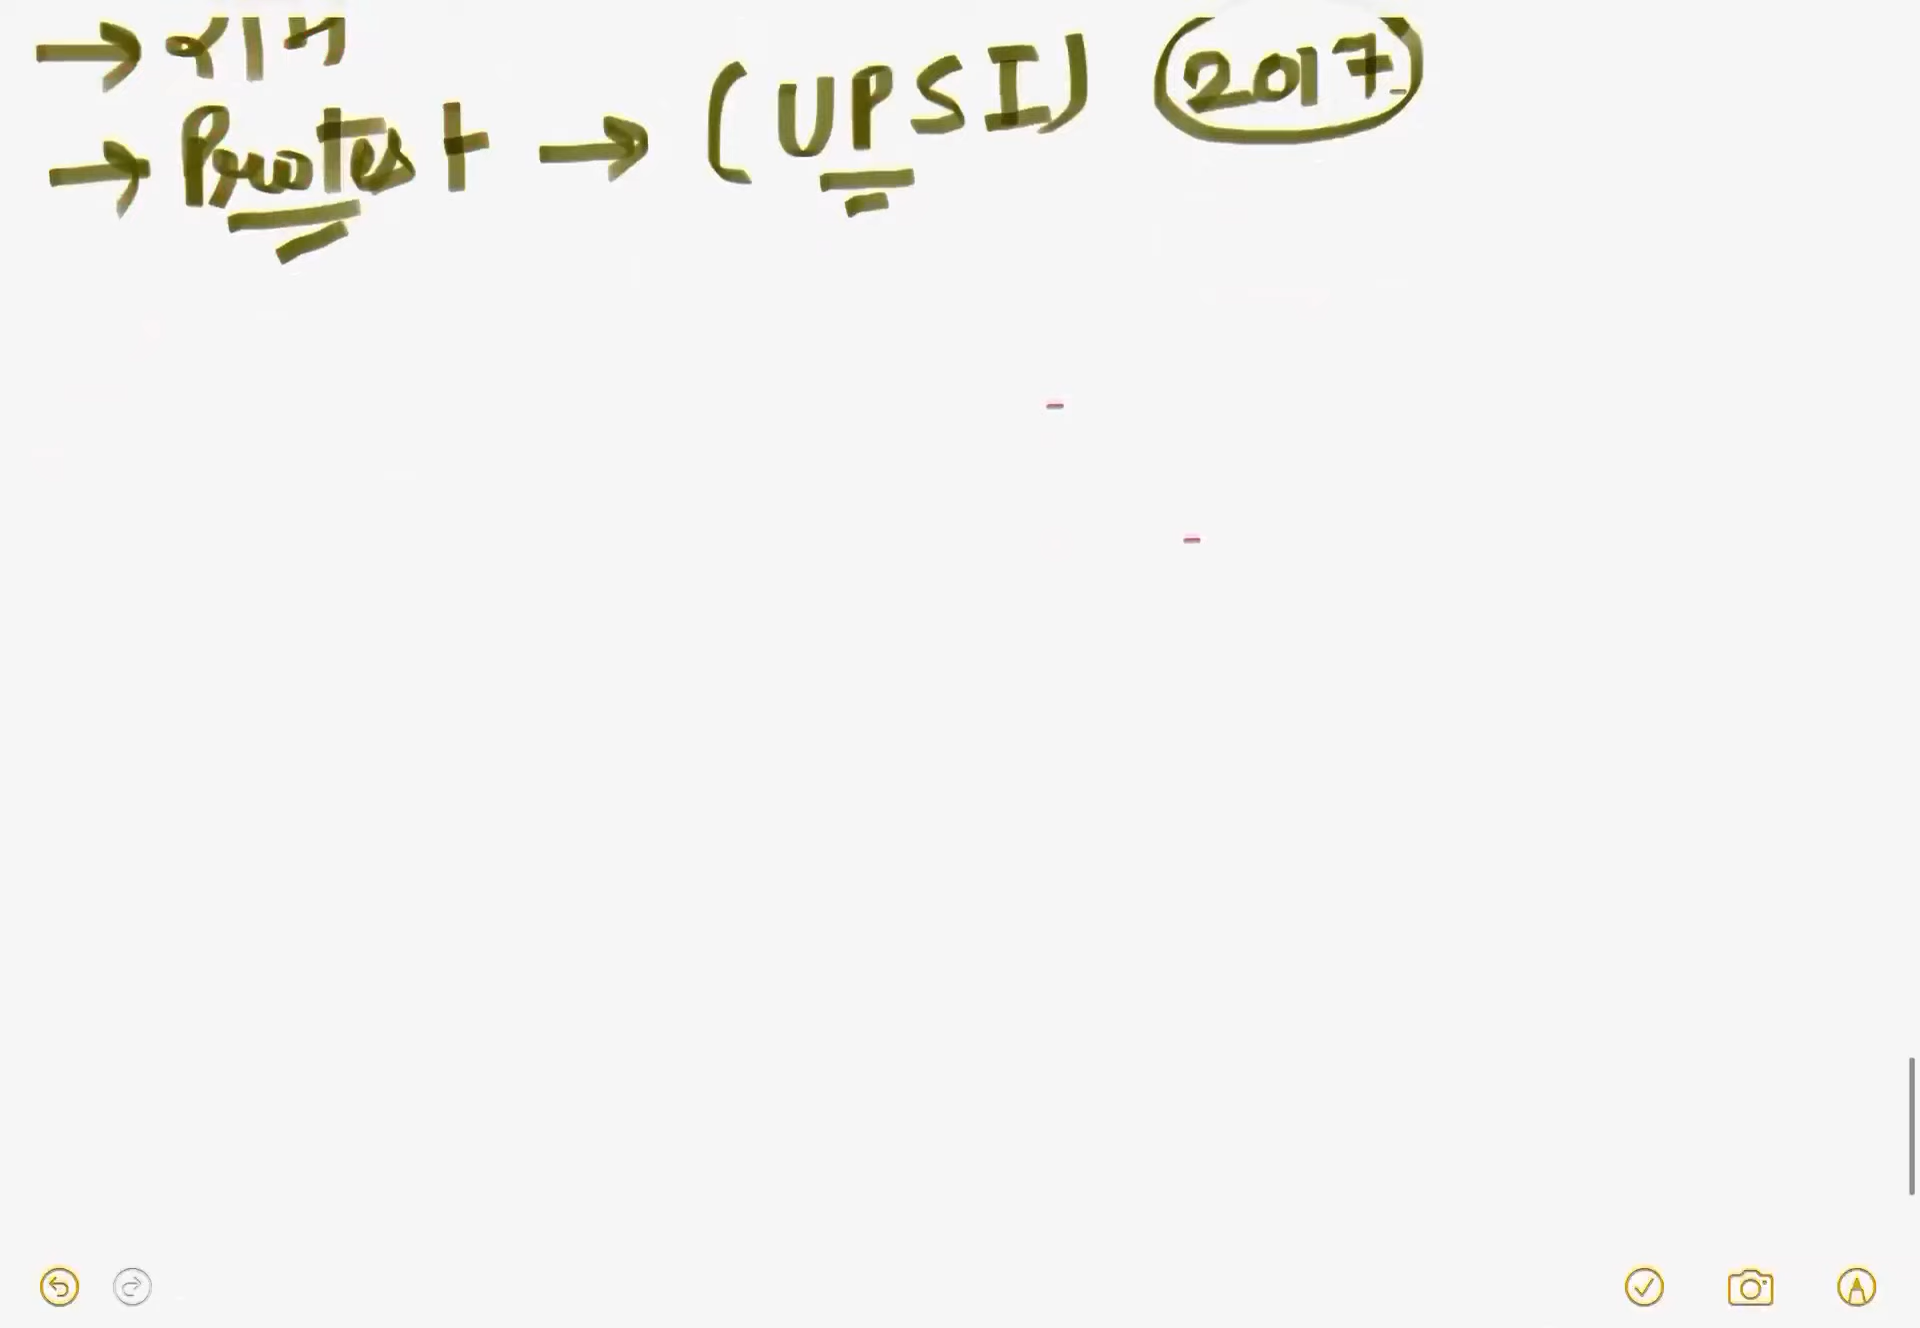 → Protest → (UPSI) 2017